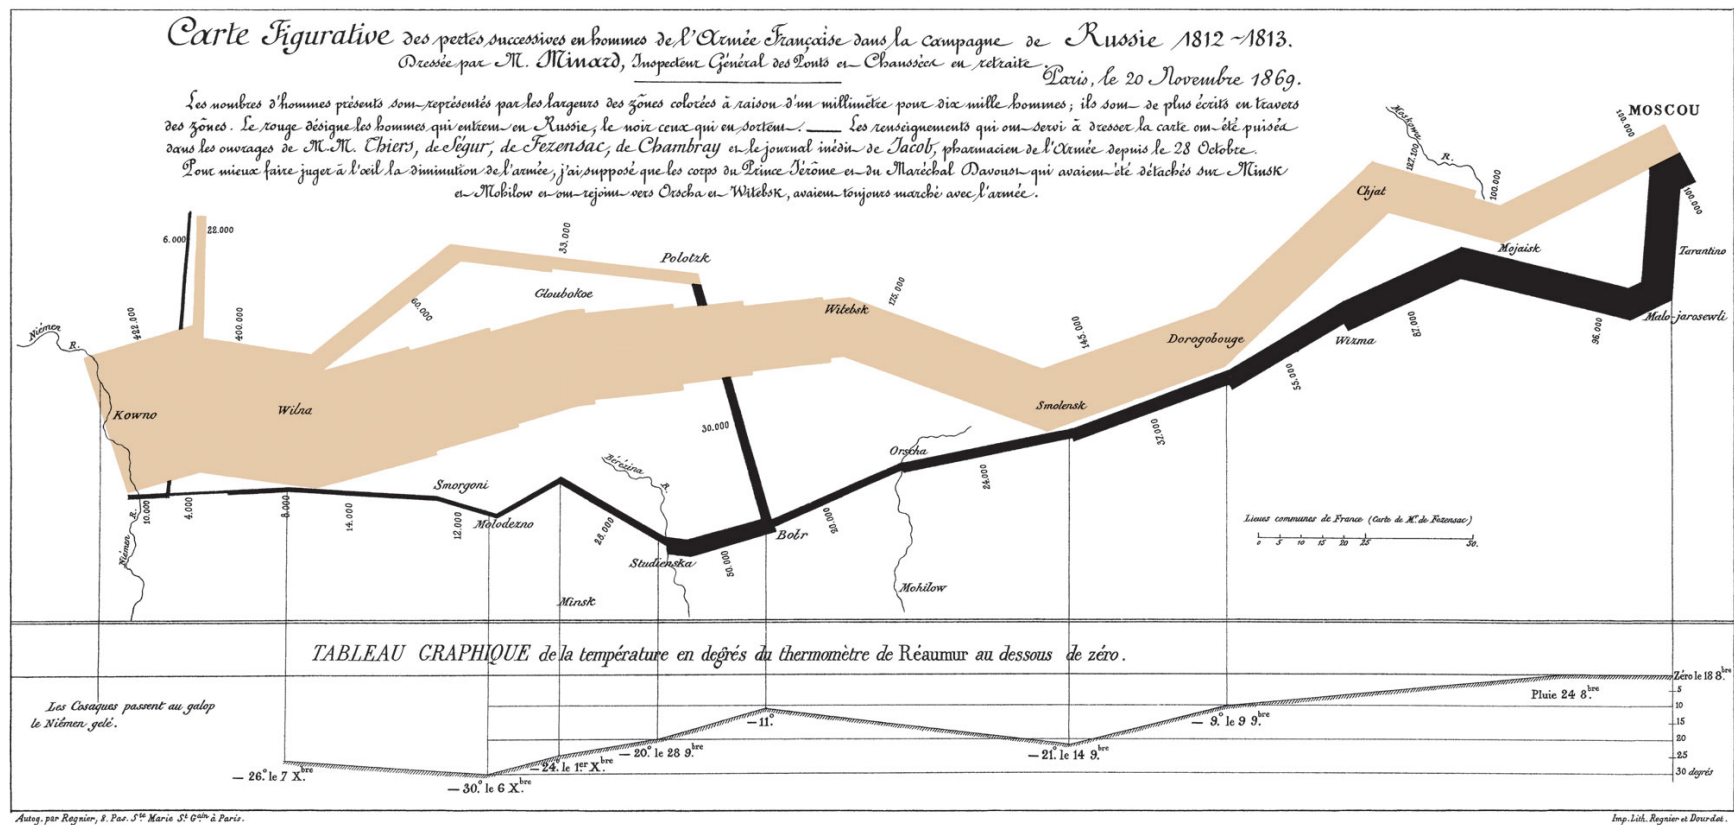 Carte Figurative des pertes successives en hommes de l'Armée Française dans la campagne de Russie 1812-1813.
Dressée par M. Minard, Inspecteur Général des Ponts et Chaussées en retraite.
Paris, le 20 Novembre 1869.
Les nombres d'hommes présents sont représentés par les largeurs des zônes colorées à raison d'un millimètre pour dix mille hommes; ils sont de plus écrits en travers
des zônes. Le rouge désigne les hommes qui entrent en Russie, le noir ceux qui en sortent. — Les renseignements qui ont servi à dresser la carte ont été puisés
dans les ouvrages de M.M. Thiers, de Ségur, de Fezensac, de Chambray et le journal inédit de Jacob, pharmacien de l'Armée depuis le 28 Octobre.
Pour mieux faire juger à l'œil la diminution de l'armée, j'ai supposé que les corps du Prince Jérôme et du Maréchal Davoust qui avaient été détachés sur Minsk
et Mohilow et ont rejoint vers Orscha et Witebsk, avaient toujours marché avec l'armée.
MOSCOU
100.000
Moskowa
R.
127.100
100.000
Chjat
100.000
Mojaisk
Tarantino
Malo-jarosewli
6.000
22.000
33.000
Polotzk
Gloubokoe
60.000
175.000
Witebsk
145.000
Dorogobouge
Wizma
87.000
96.000
Niémen
R.
422.000
400.000
55.000
Kowno
Wilna
Smolensk
30.000
37.000
Orscha
24.000
Bérézina
R.
Smorgoni
10.000
4.000
8.000
14.000
12.000
Molodezno
28.000
20.000
Botr
Studienska
50.000
R.
Niémen
Minsk
Mohilow
Lieues communes de France (Carte de M.r de Fezensac)
0 5 10 15 20 25 30.
TABLEAU GRAPHIQUE de la température en degrés du thermomètre de Réaumur au dessous de zéro.
Les Cosaques passent au galop
le Niémen gelé.
Zéro le 18 8.bre
Pluie 24 8.bre
5
10
15
20
25
30 degrés
— 9.° le 9 9.bre
— 11.°
— 21.° le 14 9.bre
— 20.° le 28 9.bre
— 24.° le 1.er X.bre
— 26.° le 7 X.bre
— 30.° le 6 X.bre
Autog. par Regnier, 8. Pas. S.te Marie S.t G.ain à Paris.
Imp. Lith. Regnier et Dourdet.